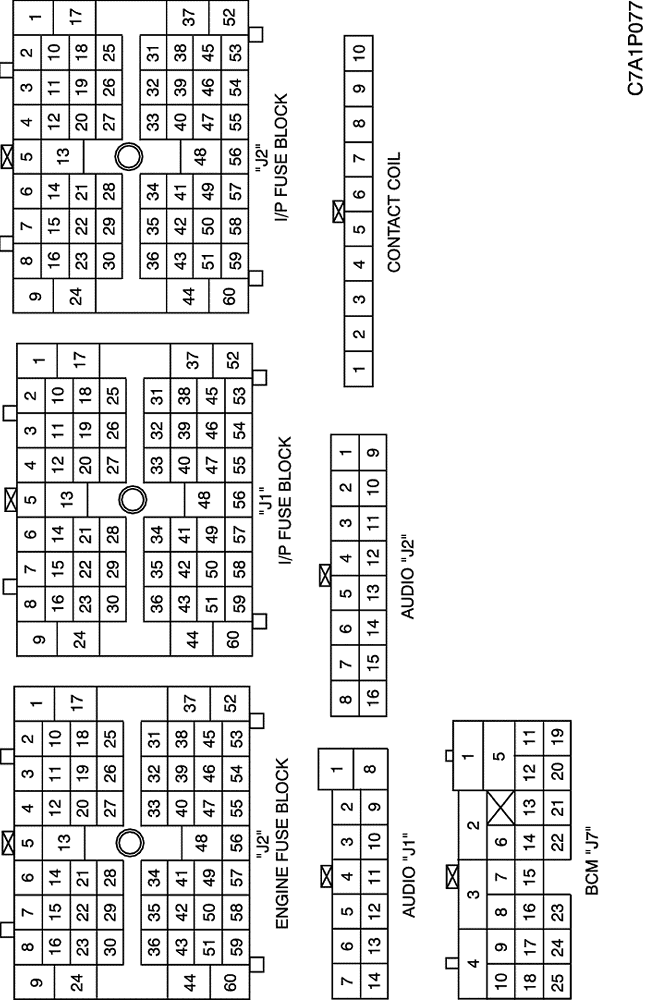 9 8 7 6 5 4 3 2 1
16 15 14 13 12 11 10
24 23 22 21 20 19 18 17
30 29 28 27 26 25
36 35 34 33 32 31
44 43 42 41 40 39 38 37
51 50 49 48 47 46 45
60 59 58 57 56 55 54 53 52
"J2"
ENGINE FUSE BLOCK
9 8 7 6 5 4 3 2 1
16 15 14 13 12 11 10
24 23 22 21 20 19 18 17
30 29 28 27 26 25
36 35 34 33 32 31
44 43 42 41 40 39 38 37
51 50 49 48 47 46 45
60 59 58 57 56 55 54 53 52
"J1"
I/P FUSE BLOCK
9 8 7 6 5 4 3 2 1
16 15 14 13 12 11 10
24 23 22 21 20 19 18 17
30 29 28 27 26 25
36 35 34 33 32 31
44 43 42 41 40 39 38 37
51 50 49 48 47 46 45
60 59 58 57 56 55 54 53 52
"J2"
I/P FUSE BLOCK
7 6 5 4 3 2 1
14 13 12 11 10 9 8
AUDIO "J1"
8 7 6 5 4 3 2 1
16 15 14 13 12 11 10 9
AUDIO "J2"
1 2 3 4 5 6 7 8 9 10
CONTACT COIL
4 3 2 1
10 9 8 7 6 5
18 17 16 15 14 13 12 11
25 24 23 22 21 20 19
BCM "J7"
C7A1P077